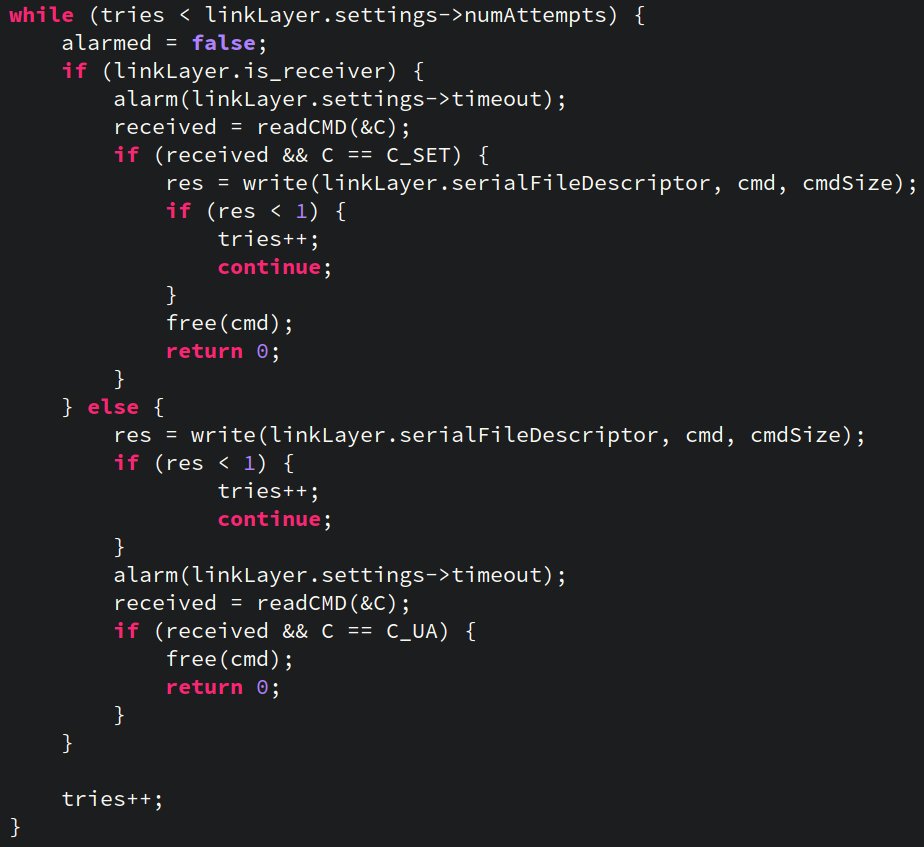 while (tries < linkLayer.settings->numAttempts) {
    alarmed = false;
    if (linkLayer.is_receiver) {
        alarm(linkLayer.settings->timeout);
        received = readCMD(&C);
        if (received && C == C_SET) {
            res = write(linkLayer.serialFileDescriptor, cmd, cmdSize);
            if (res < 1) {
                tries++;
                continue;
            }
            free(cmd);
            return 0;
        }
    } else {
        res = write(linkLayer.serialFileDescriptor, cmd, cmdSize);
        if (res < 1) {
                tries++;
                continue;
        }
        alarm(linkLayer.settings->timeout);
        received = readCMD(&C);
        if (received && C == C_UA) {
            free(cmd);
            return 0;
        }
    }

    tries++;
}